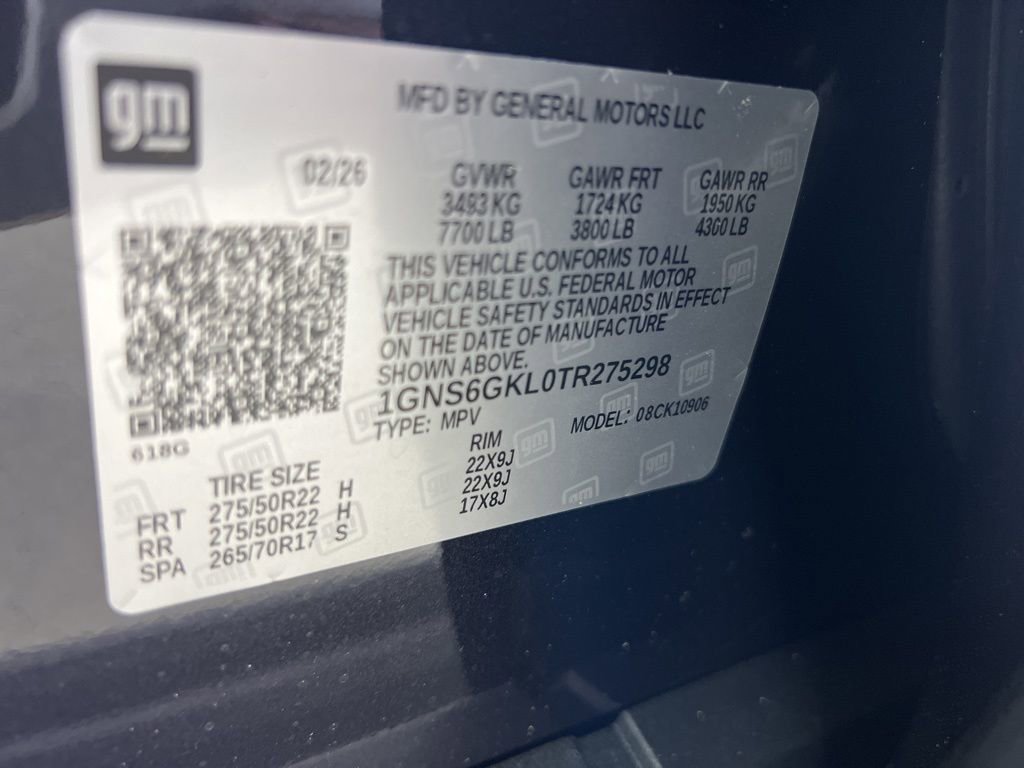 gm
MFD BY GENERAL MOTORS LLC
02/26 GVWR GAWR FRT GAWR RR
3493 KG 1724 KG 1950 KG
7700 LB 3800 LB 4300 LB
THIS VEHICLE CONFORMS TO ALL
APPLICABLE U.S. FEDERAL MOTOR
VEHICLE SAFETY STANDARDS IN EFFECT
ON THE DATE OF MANUFACTURE
SHOWN ABOVE.
1GNS6GKL0TR275298
TYPE: MPV MODEL: 08CK10906
618G
TIRE SIZE RIM
FRT 275/50R22 H 22X9J
RR 275/50R22 H 22X9J
SPA 265/70R17 S 17X8J